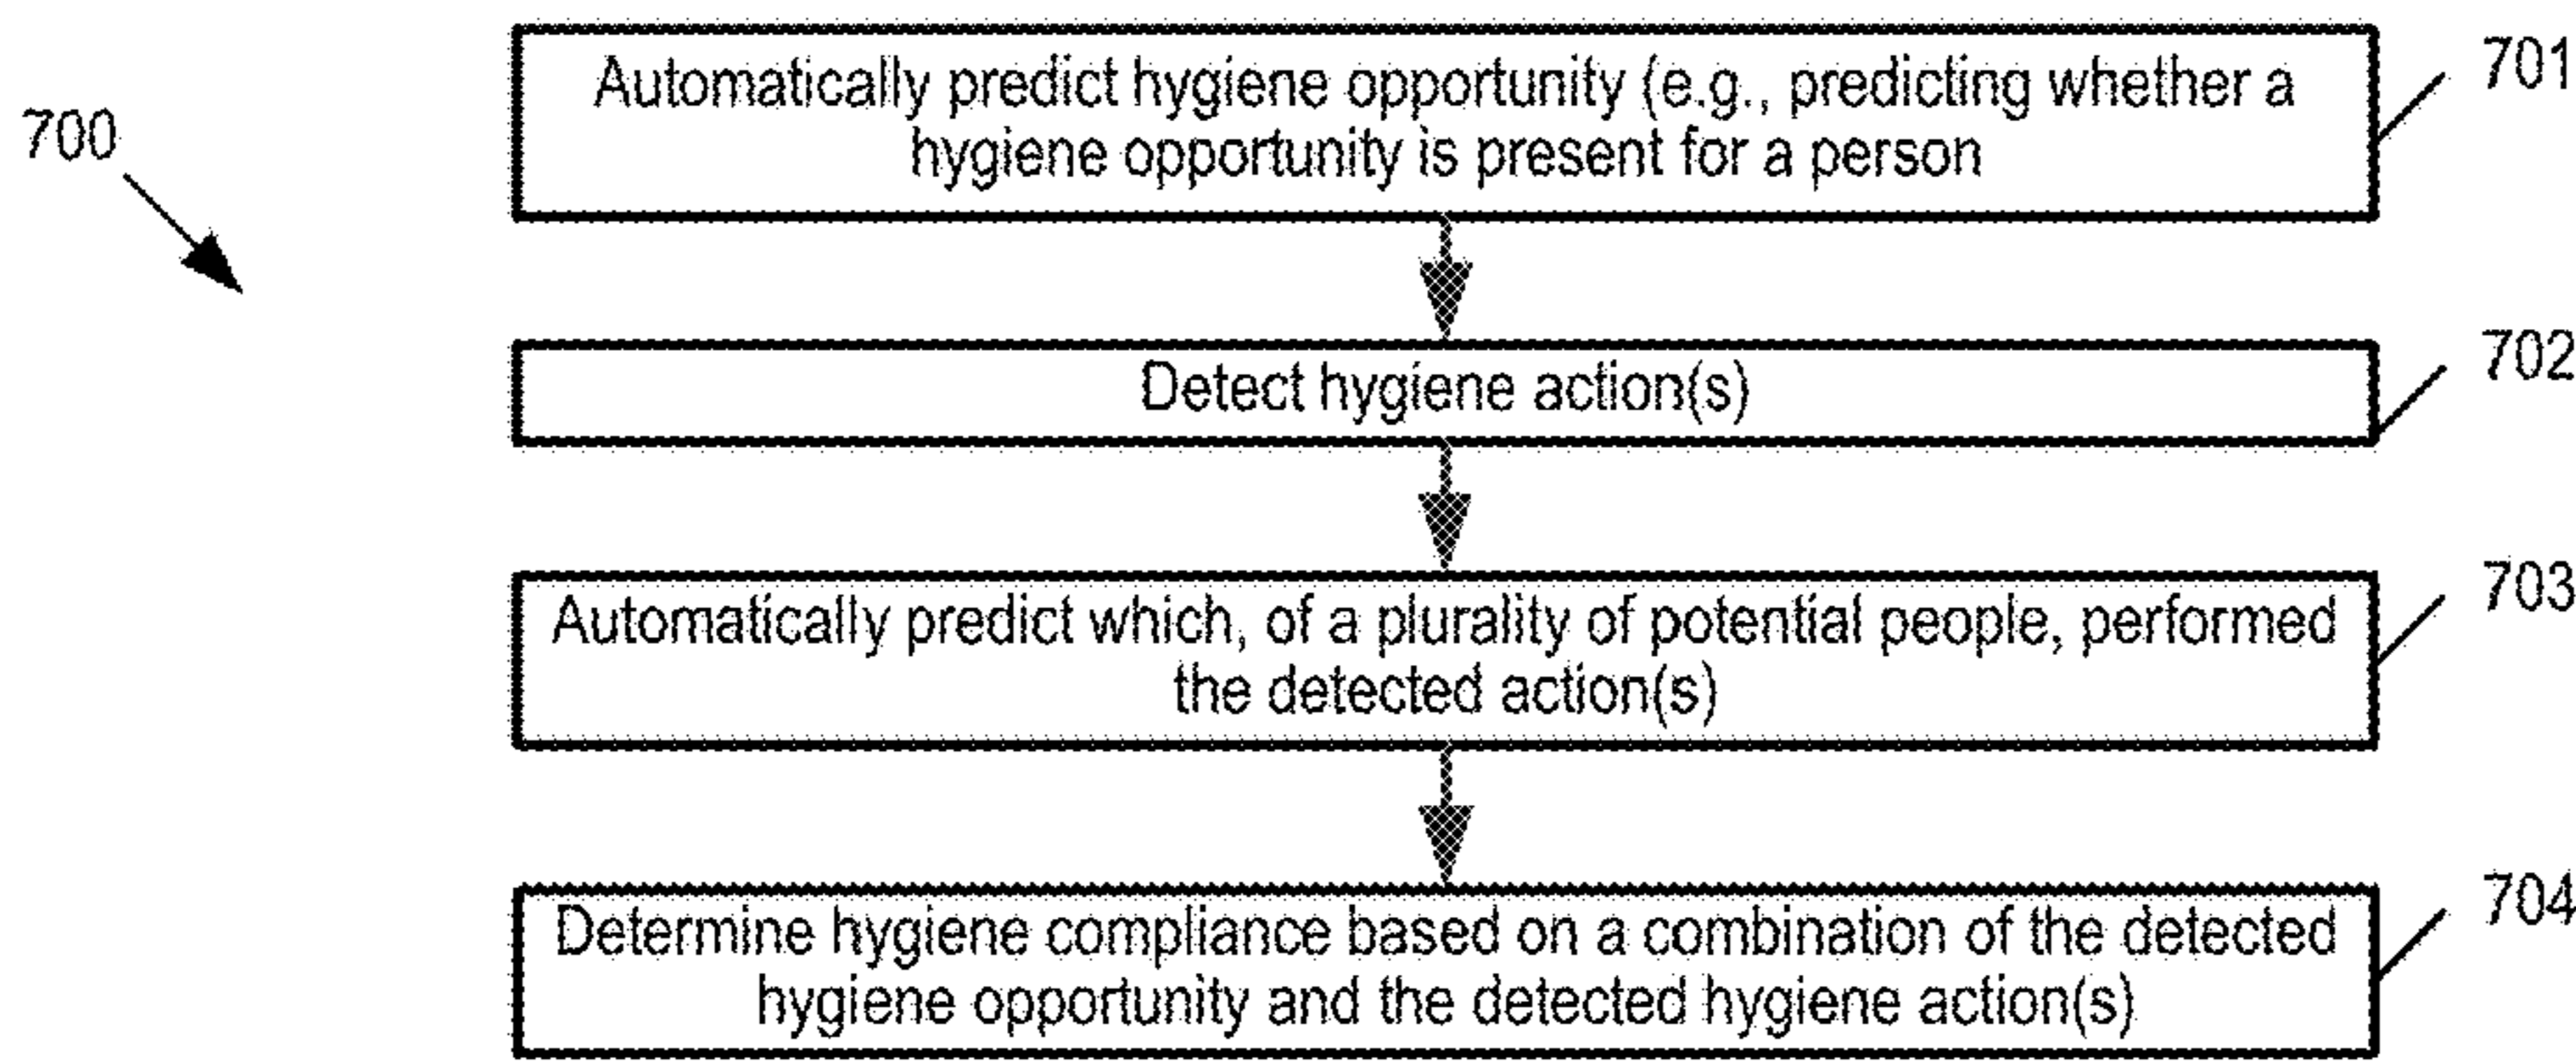 700
Automatically predict hygiene opportunity (e.g., predicting whether a
hygiene opportunity is present for a person
701
Detect hygiene action(s)
702
Automatically predict which, of a plurality of potential people, performed
the detected action(s)
703
Determine hygiene compliance based on a combination of the detected
hygiene opportunity and the detected hygiene action(s)
704